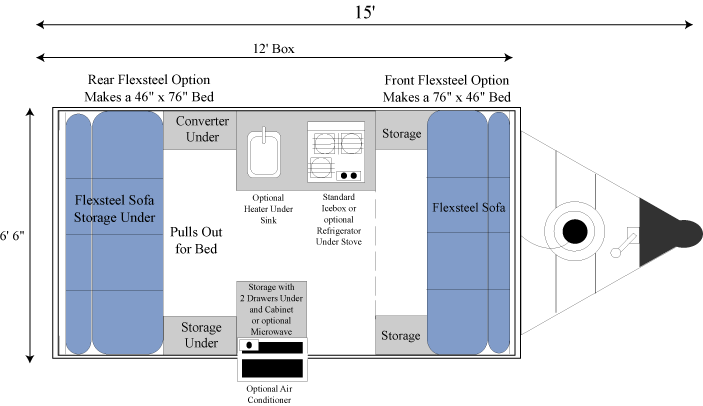 15'
12' Box
Rear Flexsteel Option
Makes a 46" x 76" Bed
Front Flexsteel Option
Makes a 76" x 46" Bed
Converter
Under
Storage
Flexsteel Sofa
Storage Under
Optional
Heater Under
Sink
Standard
Icebox or
optional
Refrigerator
Under Stove
Flexsteel Sofa
Pulls Out
for Bed
6' 6"
Storage with
2 Drawers Under
and Cabinet
or optional
Microwave
Storage
Under
Storage
Optional Air
Conditioner